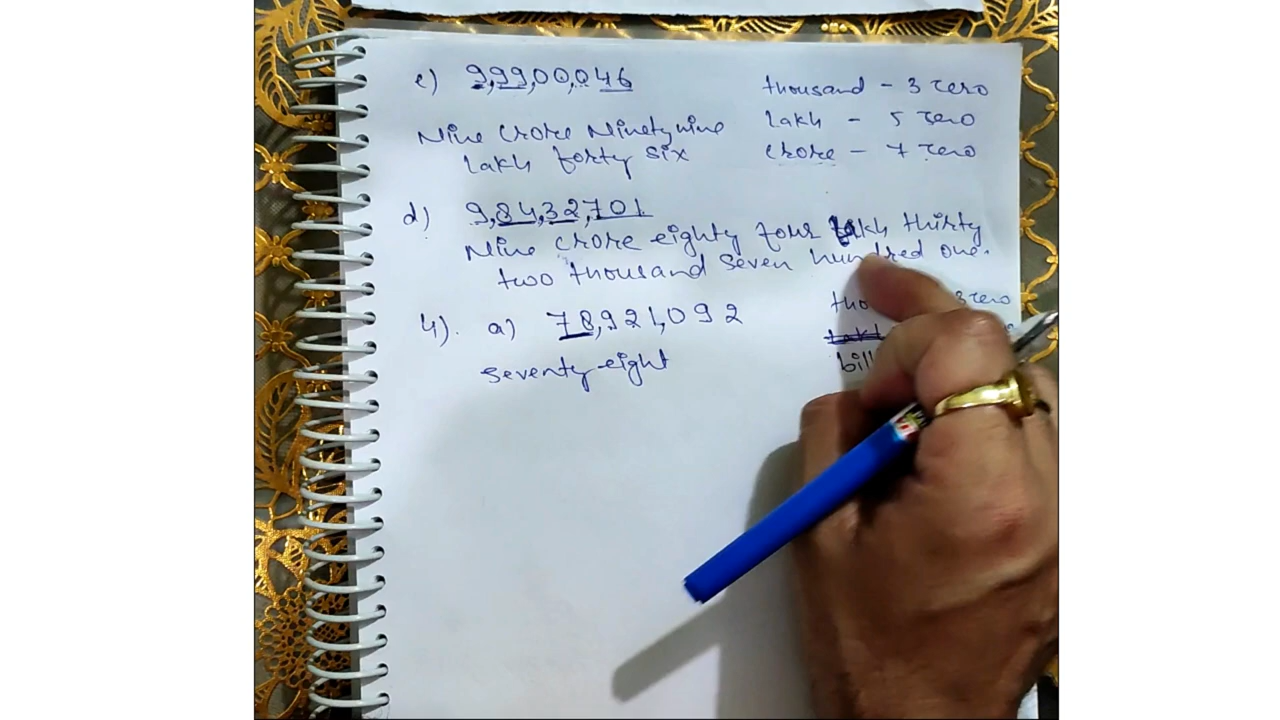 c) 9,99,00,046
Nine Crore Ninety nine
Lakh forty six
thousand - 3 zero
Lakh - 5 zero
Crore - 7 zero
d) 9,84,32,701
Nine Crore eighty four lakh thirty
two thousand seven hundred one.
4). a) 78,921,092
seventy-eight
3 zero